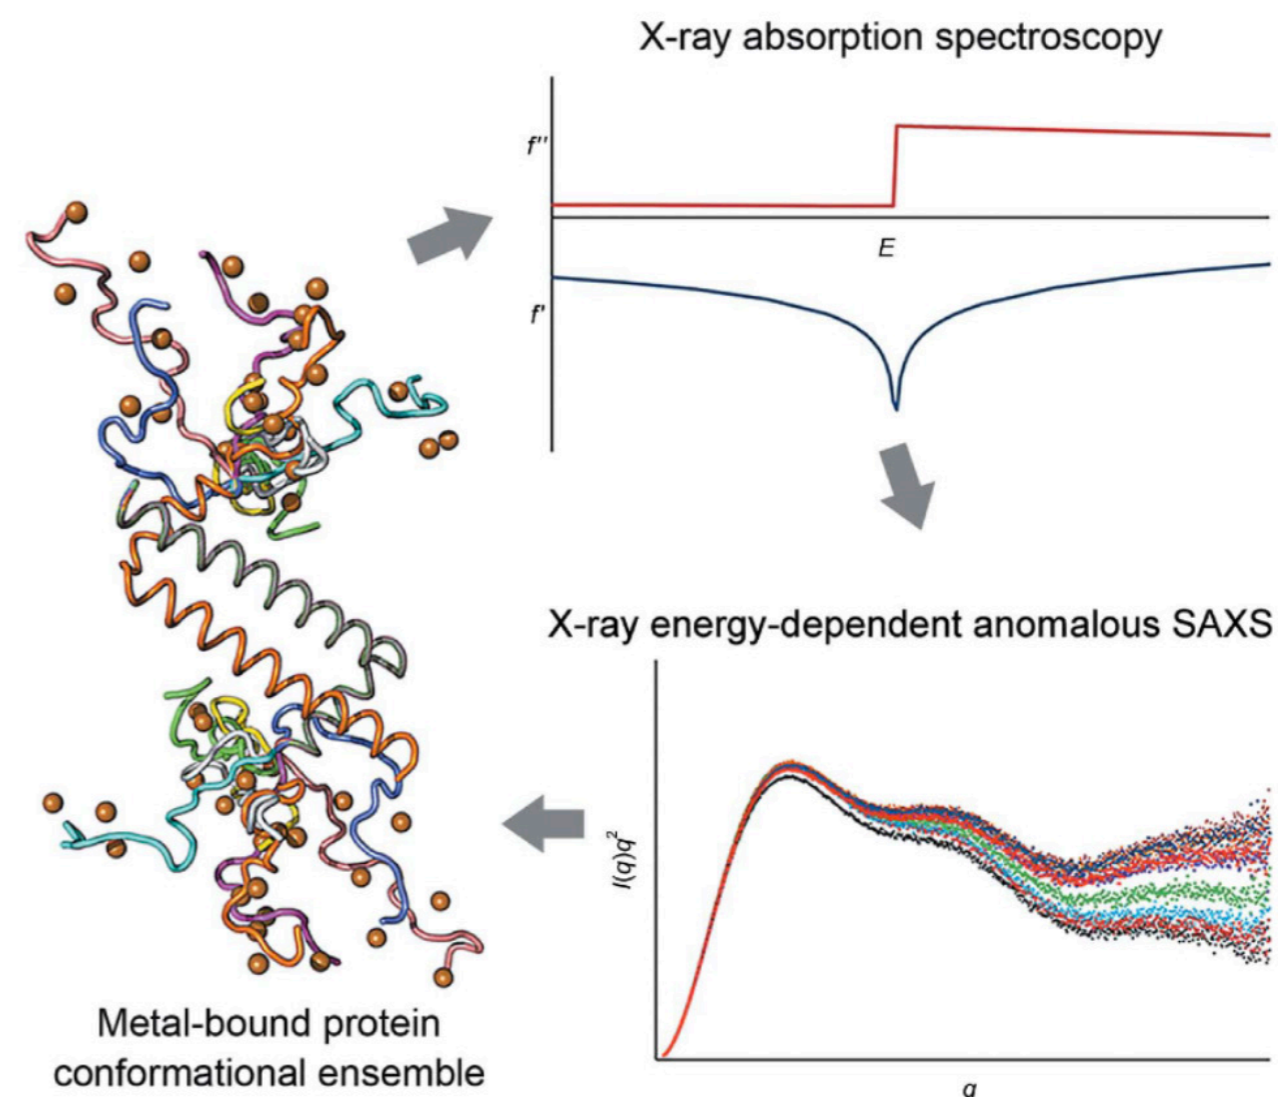 X-ray absorption spectroscopy
f''
E
f'
X-ray energy-dependent anomalous SAXS
I(q)q²
q
Metal-bound protein
conformational ensemble